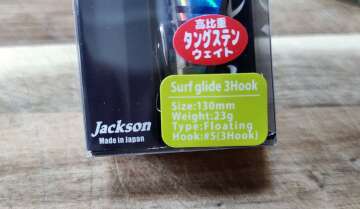 高比重
タングステン
ウェイト
Surf glide 3Hook
Size:130mm
Weight:23g
Type:Floating
Hook:#5(3Hook)
Jackson
Made in Japan